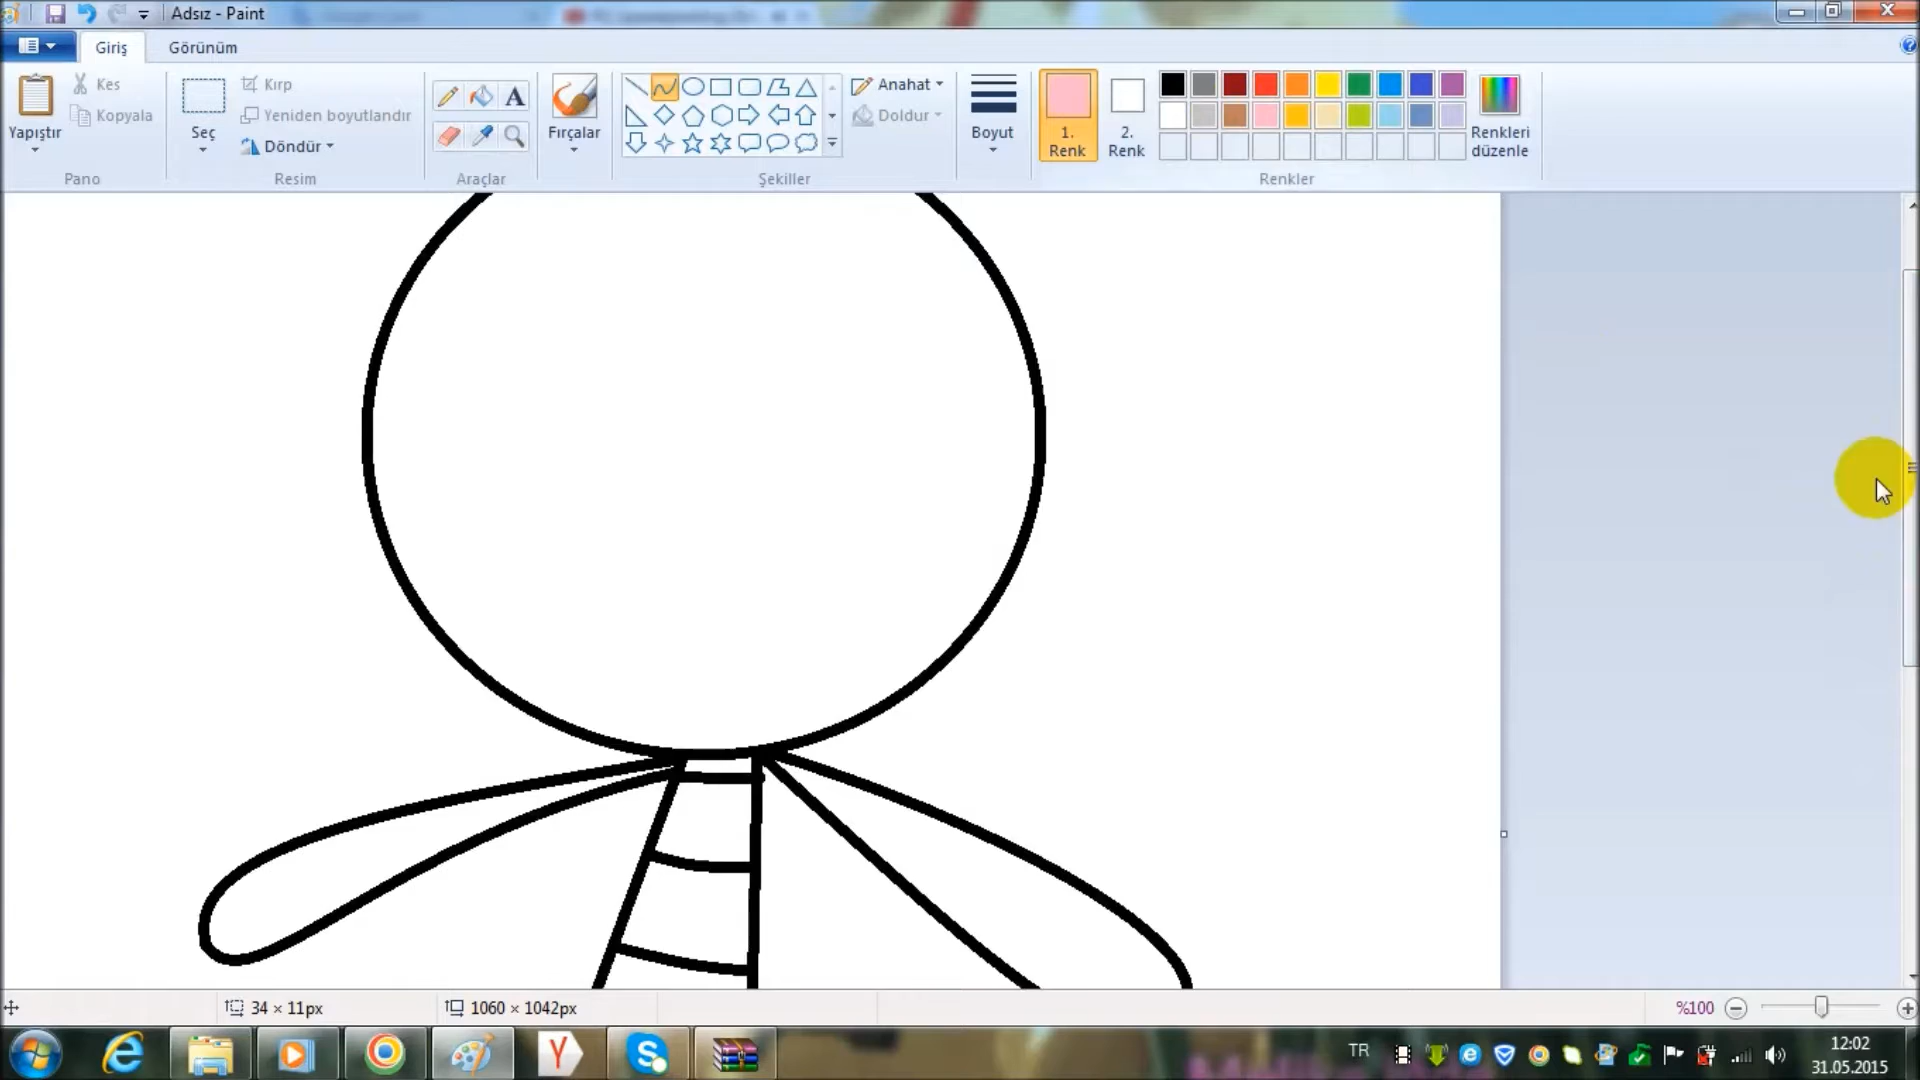 Adsız - Paint
Giriş
Görünüm
Yapıştır
Kes
Kopyala
Pano
Seç
Kırp
Yeniden boyutlandır
Döndür
Resim
A
Araçlar
Fırçalar
Şekiller
Anahat
Doldur
Boyut
1.
Renk
2.
Renk
Renkleri
düzenle
Renkler
34 × 11px
1060 × 1042px
%100
TR
12:02
31.05.2015